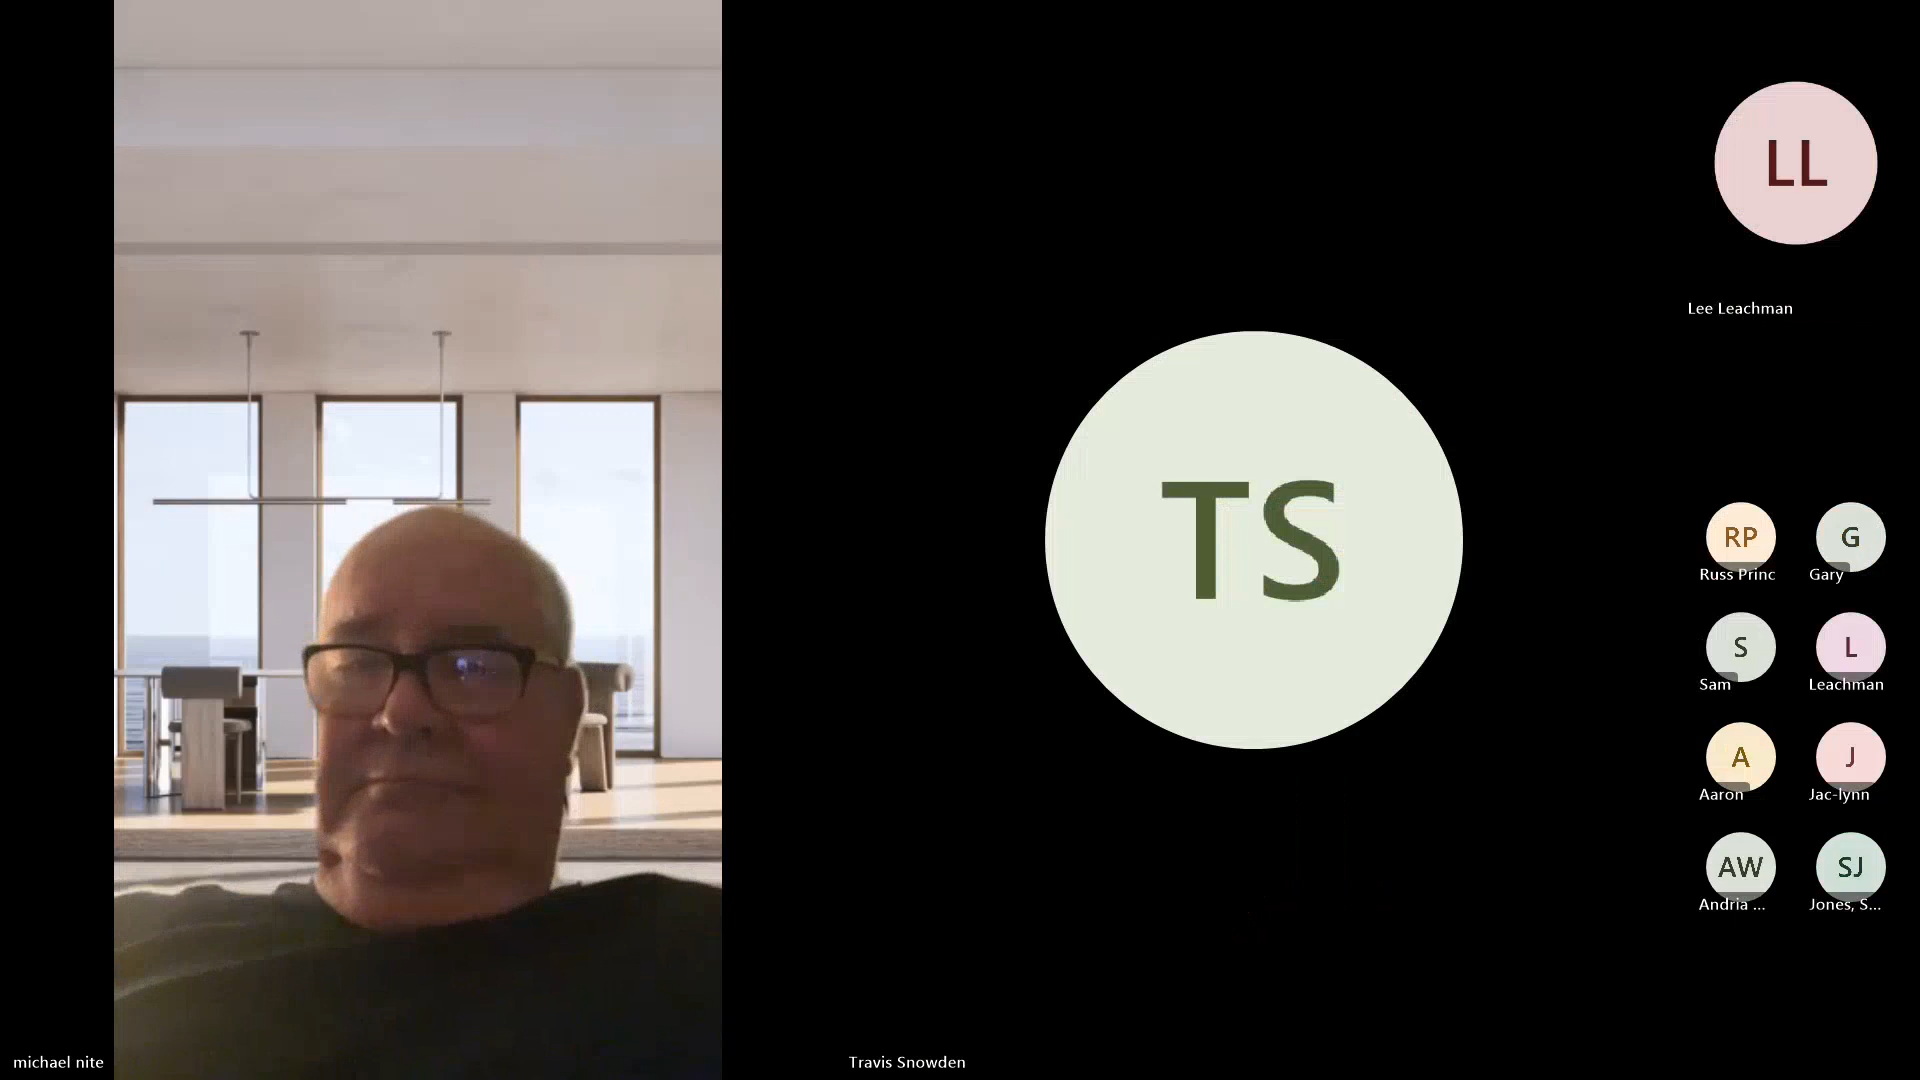 LL
Lee Leachman
TS
RP
G
Russ Princ
Gary
S
L
Sam
Leachman
A
J
Aaron
Jac-lynn
AW
SJ
Andria ...
Jones, S...
michael nite
Travis Snowden